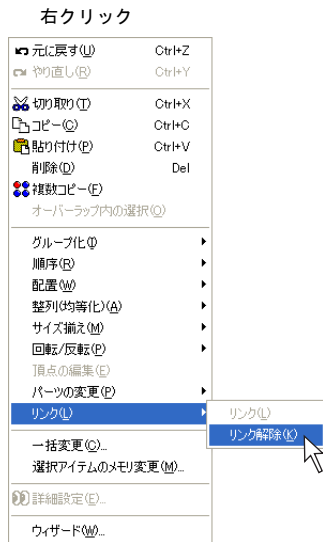 右クリック
元に戻す(U) Ctrl+Z
やり直し(R) Ctrl+Y
切り取り(T) Ctrl+X
コピー(C) Ctrl+C
貼り付け(P) Ctrl+V
削除(D) Del
複数コピー(F)
オーバーラップ内の選択(O)
グループ化(I)
順序(R)
配置(W)
整列(均等化)(A)
サイズ揃え(M)
回転/反転(P)
頂点の編集(E)
パーツの変更(P)
リンク(L)
リンク(L)
リンク解除(K)
一括変更(C)...
選択アイテムのメモリ変更(M)...
詳細設定(E)...
ウィザード(W)...